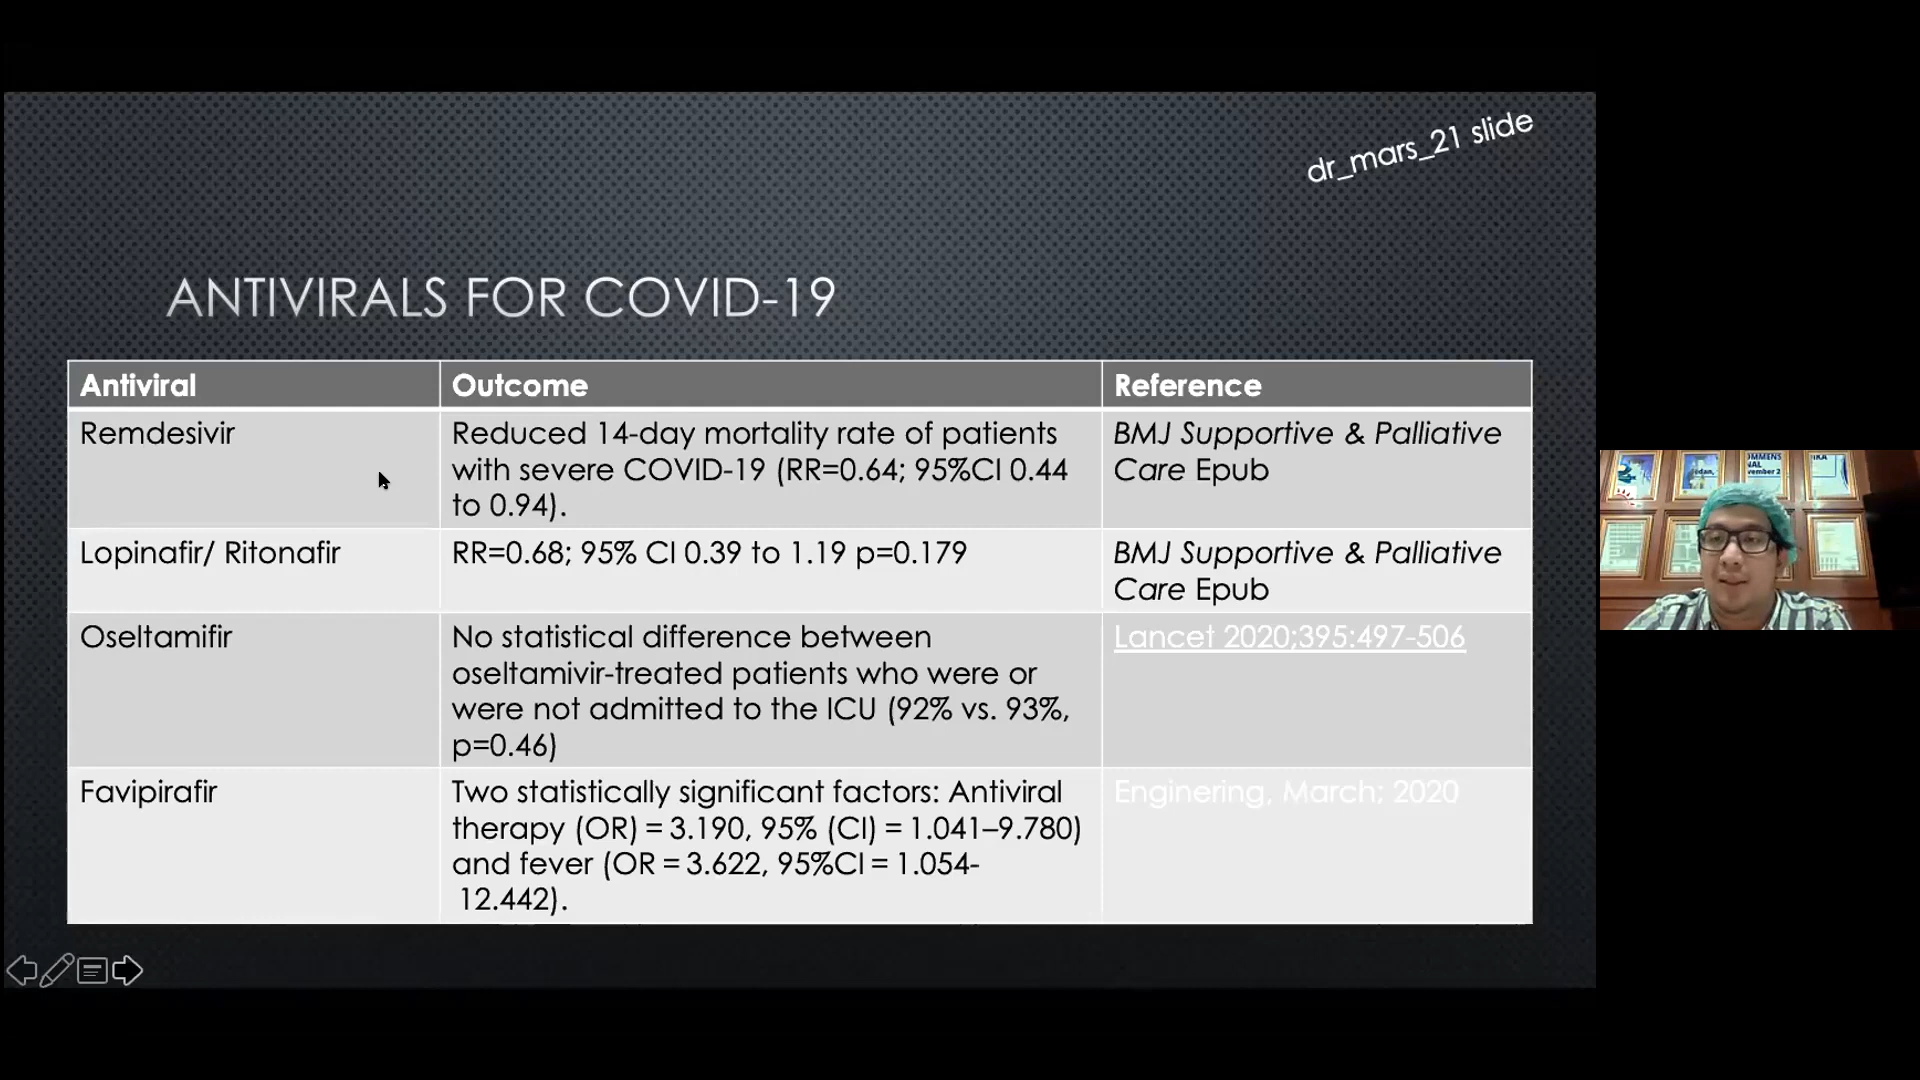 dr_mars_21 slide
ANTIVIRALS FOR COVID-19
Antiviral
Outcome
Reference
Remdesivir
Reduced 14-day mortality rate of patients
with severe COVID-19 (RR=0.64; 95%CI 0.44
to 0.94).
BMJ Supportive & Palliative
Care Epub
Lopinafir/ Ritonafir
RR=0.68; 95% CI 0.39 to 1.19 p=0.179
BMJ Supportive & Palliative
Care Epub
Oseltamifir
No statistical difference between
oseltamivir-treated patients who were or
were not admitted to the ICU (92% vs. 93%,
p=0.46)
Lancet 2020;395:497-506
Favipirafir
Two statistically significant factors: Antiviral
therapy (OR) = 3.190, 95% (CI) = 1.041–9.780)
and fever (OR = 3.622, 95%CI = 1.054-
12.442).
Enginering, March; 2020